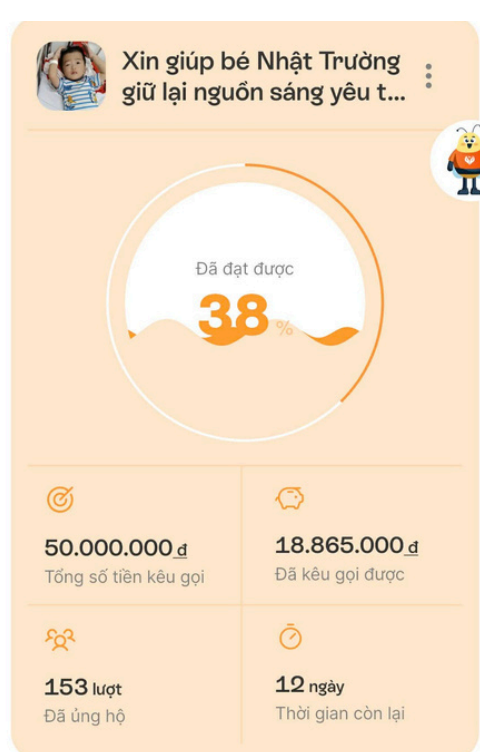 Xin giúp bé Nhật Trường
giữ lại nguồn sáng yêu t...
Đã đạt được
38 %
50.000.000 đ
Tổng số tiền kêu gọi
18.865.000 đ
Đã kêu gọi được
153 lượt
Đã ủng hộ
12 ngày
Thời gian còn lại